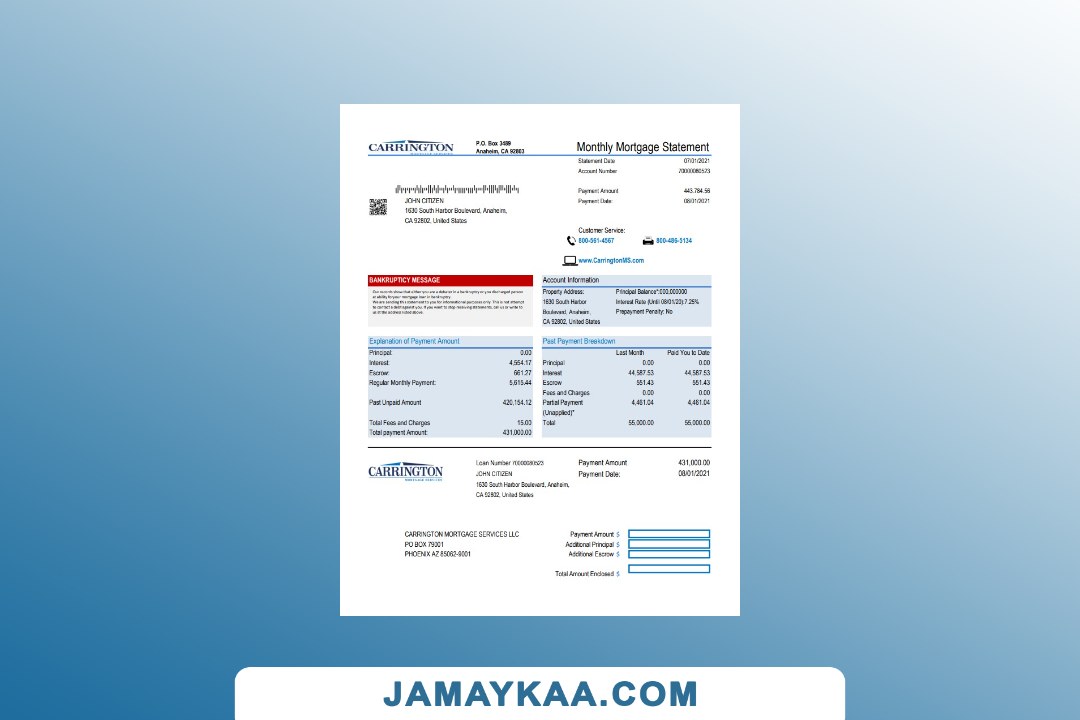 CARRINGTON
MORTGAGE SERVICES
P.O. Box 3489
Anaheim, CA 92803
Monthly Mortgage Statement
Statement Date 07/01/2021
Account Number 70000080523
Payment Amount 443.784.56
Payment Date: 08/01/2021
JOHN CITIZEN
1630 South Harbor Boulevard, Anaheim,
CA 92802, United States
Customer Service:
800-561-4567 800-486-5134
www.CarringtonMS.com
BANKRUPTCY MESSAGE
Account Information
Property Address:
1630 South Harbor
Boulevard, Anaheim,
CA 92802, United States
Principal Balance*:000,000000
Interest Rate (Until 08/01/23):7.25%
Prepayment Penalty: No
Explanation of Payment Amount
Principal: 0.00
Interest: 4,954.17
Escrow: 661.27
Regular Monthly Payment: 5,615.44
Past Unpaid Amount 420,154.12
Total Fees and Charges 15.00
Total payment Amount: 431,000.00
Past Payment Breakdown
Last Month Paid You to Date
Principal 0.00 0.00
Interest 44,587.53 44,587.53
Escrow 551.43 551.43
Fees and Charges 0.00 0.00
Partial Payment 4,461.04 4,461.04
(Unapplied)*
Total 55,000.00 55,000.00
CARRINGTON
MORTGAGE SERVICES
Loan Number 70000080523
JOHN CITIZEN
1630 South Harbor Boulevard, Anaheim,
CA 92802, United States
Payment Amount 431,000.00
Payment Date: 08/01/2021
CARRINGTON MORTGAGE SERVICES LLC
PO BOX 79001
PHOENIX AZ 85062-9001
Payment Amount $
Additional Principal $
Additional Escrow $
Total Amount Enclosed $
JAMAYKAA.COM